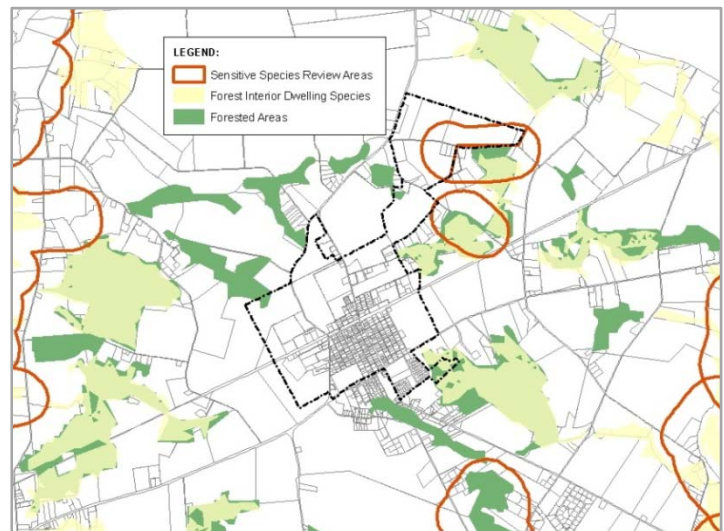 LEGEND:
Sensitive Species Review Areas
Forest Interior Dwelling Species
Forested Areas